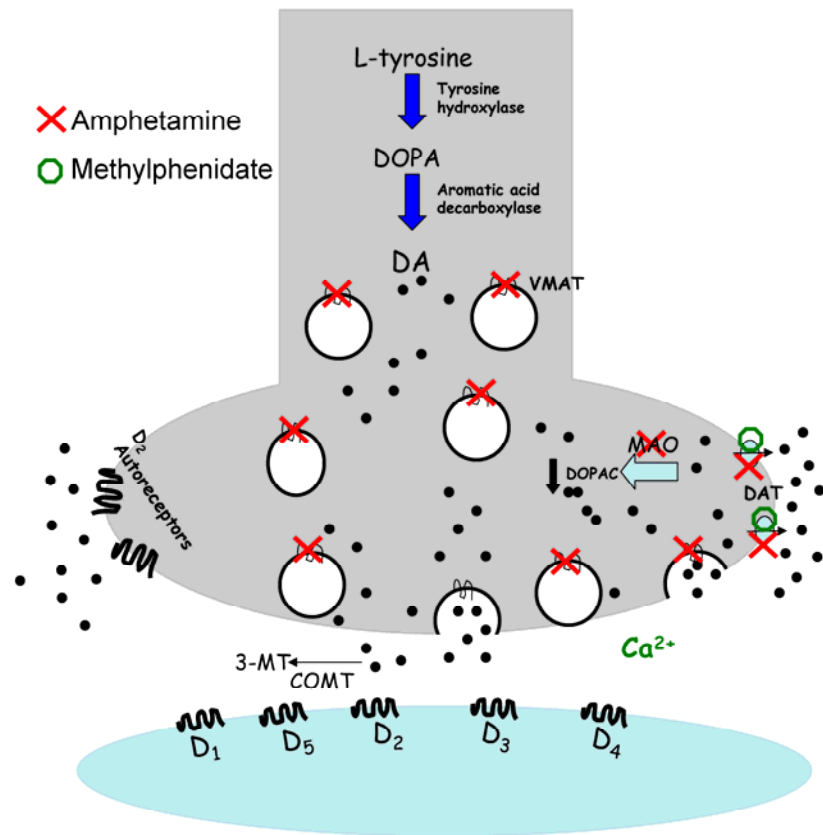 L-tyrosine
Tyrosine
hydroxylase
Amphetamine
Methylphenidate
DOPA
Aromatic acid
decarboxylase
DA
VMAT
D₂
Autoreceptors
MAO
DOPAC
DAT
Ca²⁺
3-MT
COMT
D₁
D₅
D₂
D₃
D₄